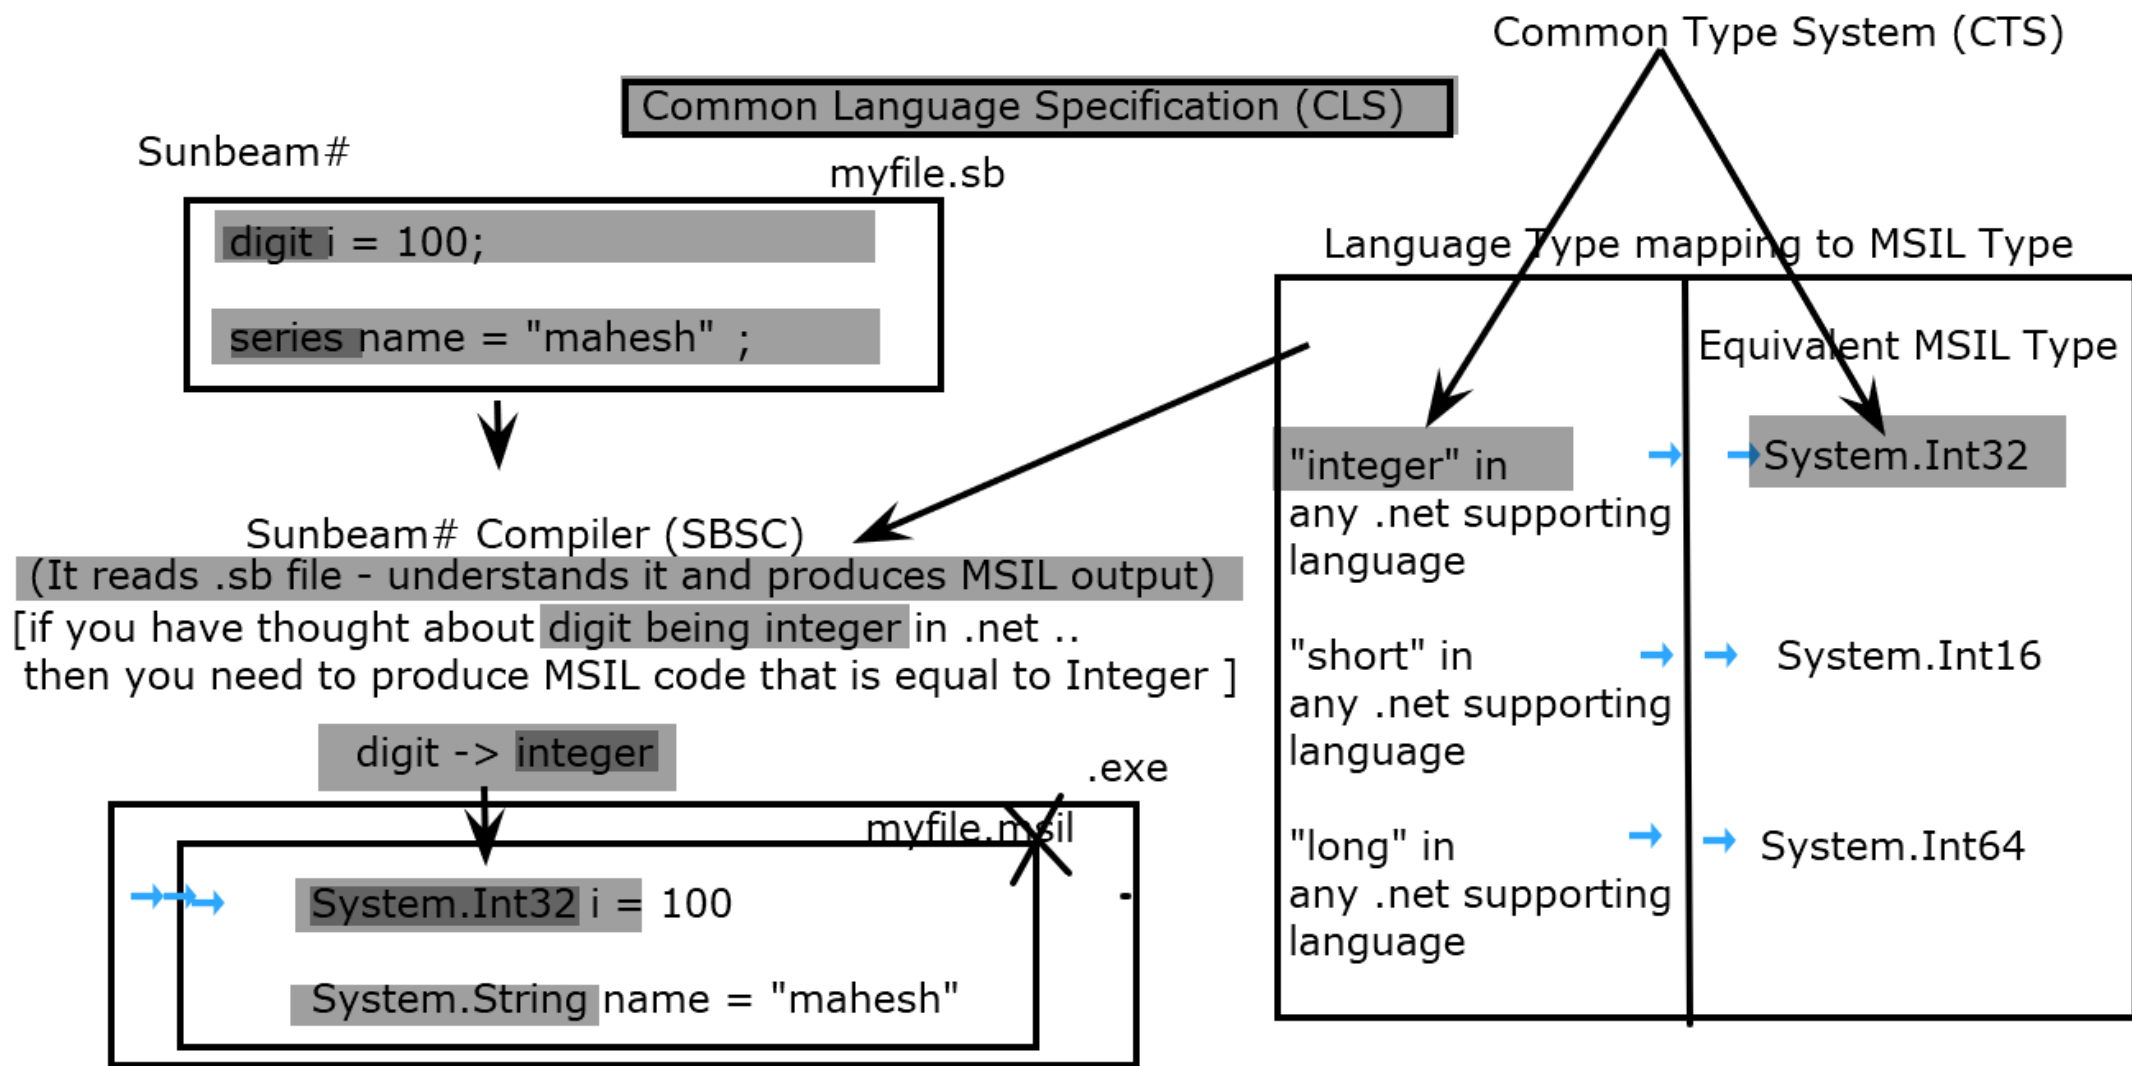 Common Type System (CTS)
Common Language Specification (CLS)
Sunbeam#
myfile.sb
digit i = 100;
series name = "mahesh" ;
Sunbeam# Compiler (SBSC)
(It reads .sb file - understands it and produces MSIL output)
[if you have thought about digit being integer in .net ..
then you need to produce MSIL code that is equal to Integer ]
digit -> integer
.exe
myfile.msil
System.Int32 i = 100
System.String name = "mahesh"
Language Type mapping to MSIL Type
Equivalent MSIL Type
"integer" in
any .net supporting
language
System.Int32
"short" in
any .net supporting
language
System.Int16
"long" in
any .net supporting
language
System.Int64